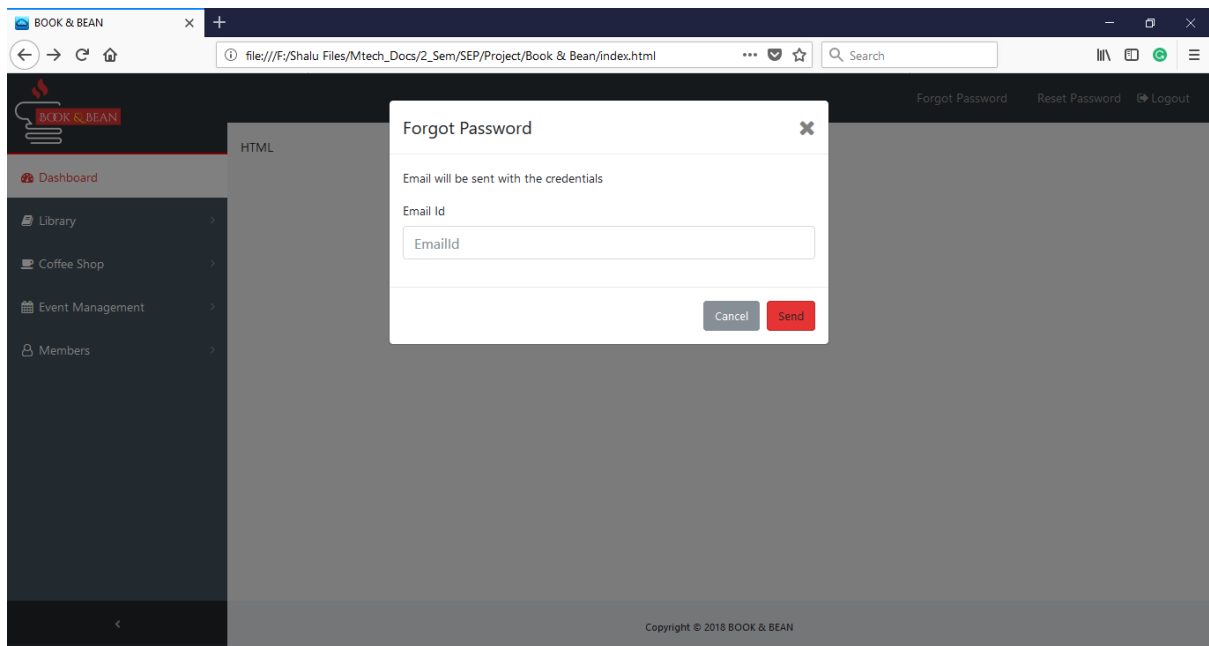 BOOK & BEAN
file:///F:/Shalu Files/Mtech_Docs/2_Sem/SEP/Project/Book & Bean/index.html
Search
BOOK & BEAN
Forgot Password Reset Password Logout
Forgot Password
HTML
Dashboard
Email will be sent with the credentials
Email Id
EmailId
Library
Coffee Shop
Event Management
Members
Cancel Send
Copyright © 2018 BOOK & BEAN